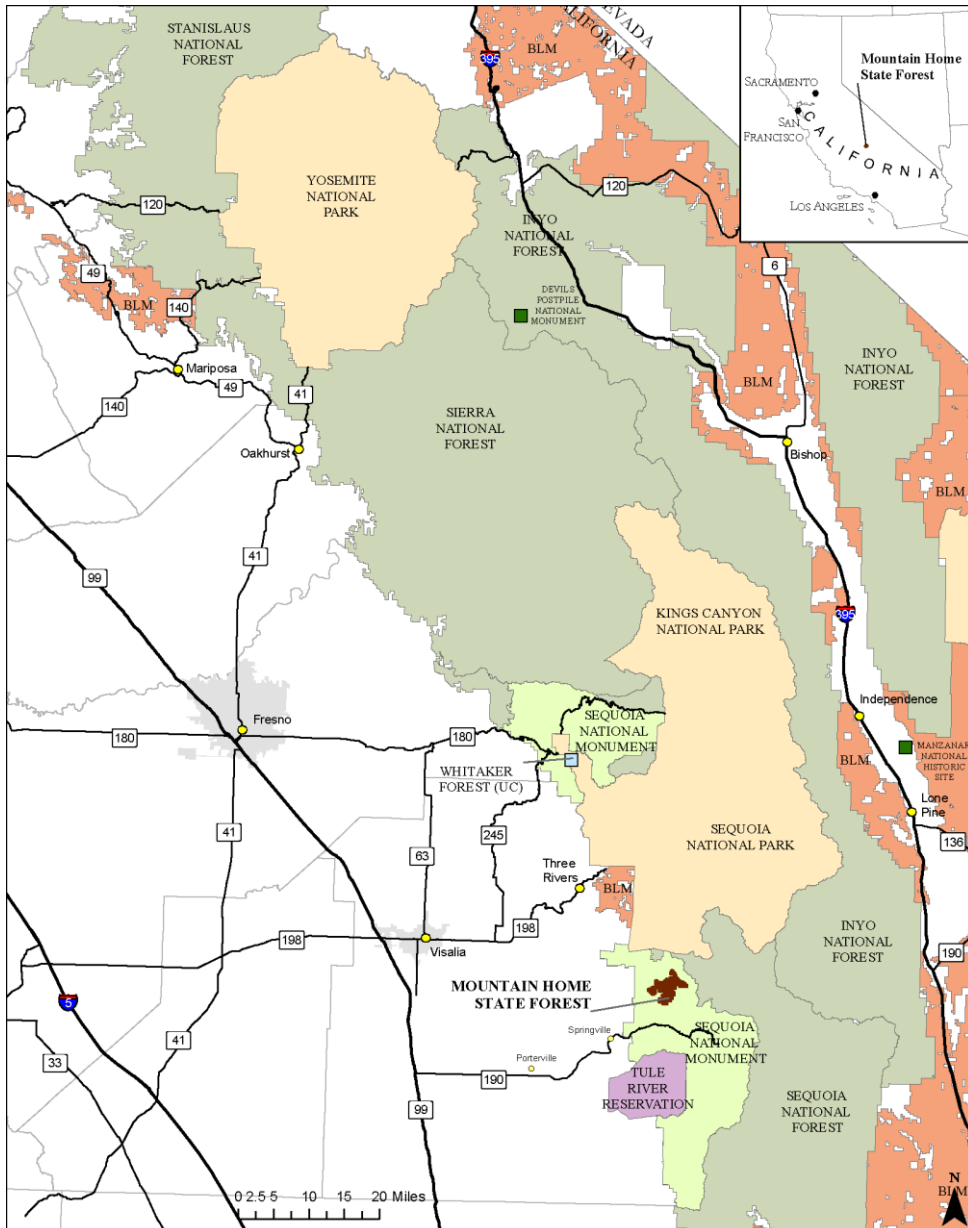 STANISLAUS
NATIONAL
FOREST
395
BLM
NEVADA
CALIFORNIA
Mountain Home
State Forest
SACRAMENTO
SAN
FRANCISCO
CALIFORNIA
LOS ANGELES
YOSEMITE
NATIONAL
PARK
120
120
INYO
NATIONAL
FOREST
6
49
BLM
140
DEVILS
POSTPILE
NATIONAL
MONUMENT
INYO
NATIONAL
FOREST
Mariposa
49
41
140
BLM
SIERRA
NATIONAL
FOREST
Oakhurst
Bishop
BLM
41
99
KINGS CANYON
NATIONAL PARK
395
Fresno
180
180
SEQUOIA
NATIONAL
MONUMENT
Independence
WHITAKER
FOREST (UC)
BLM
MANZANAR
NATIONAL
HISTORIC
SITE
Lone
Pine
41
63
245
SEQUOIA
NATIONAL PARK
136
Three
Rivers
BLM
198
198
Visalia
INYO
NATIONAL
FOREST
190
5
MOUNTAIN HOME
STATE FOREST
41
33
Springville
SEQUOIA
NATIONAL
MONUMENT
Porterville
190
TULE
RIVER
RESERVATION
99
SEQUOIA
NATIONAL
FOREST
0 2.5 5 10 15 20 Miles
N
BLM